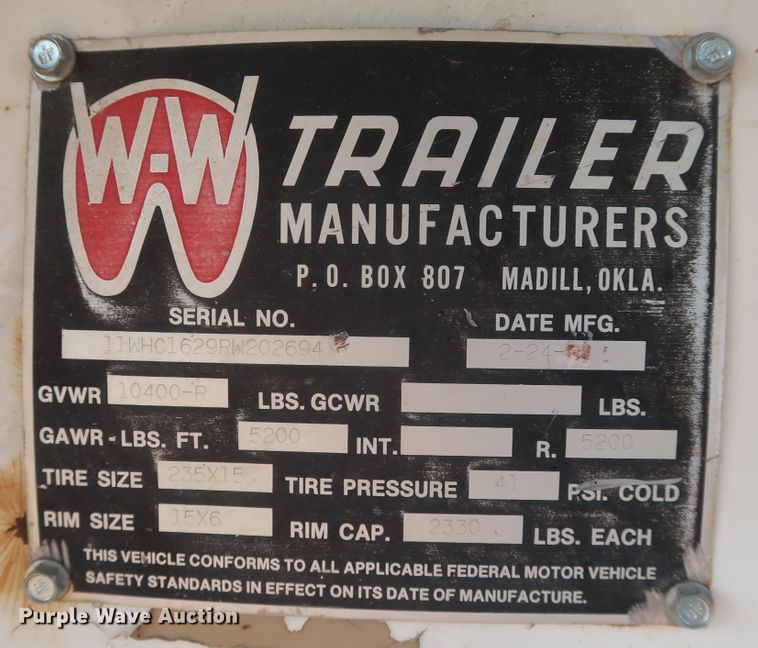 W-W
TRAILER
MANUFACTURERS
P. O. BOX 807 MADILL, OKLA.
SERIAL NO. DATE MFG.
11WHC1629RW202694 2-24-
GVWR 10400-R LBS. GCWR LBS.
GAWR - LBS. FT. 5200 INT. R. 5200
TIRE SIZE 235X15 TIRE PRESSURE 41 PSI. COLD
RIM SIZE 15X6 RIM CAP. 2330 LBS. EACH
THIS VEHICLE CONFORMS TO ALL APPLICABLE FEDERAL MOTOR VEHICLE
SAFETY STANDARDS IN EFFECT ON ITS DATE OF MANUFACTURE.
Purple Wave Auction